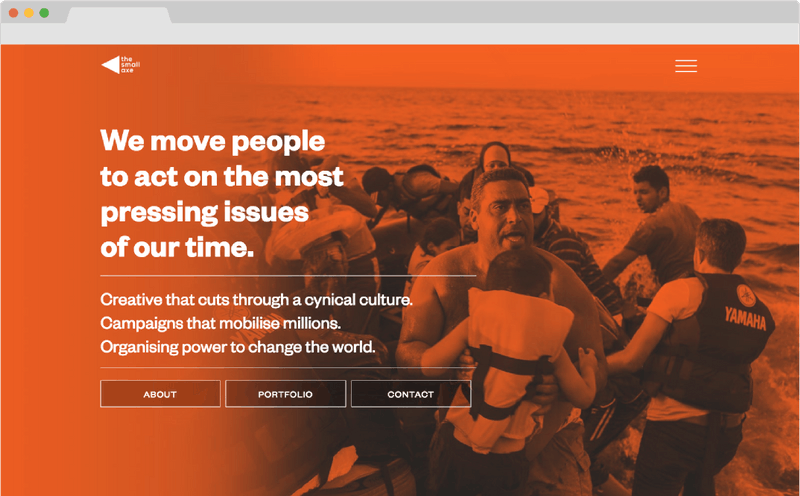 the
small
axe
We move people
to act on the most
pressing issues
of our time.
Creative that cuts through a cynical culture.
Campaigns that mobilise millions.
Organising power to change the world.
ABOUT PORTFOLIO CONTACT
YAMAHA